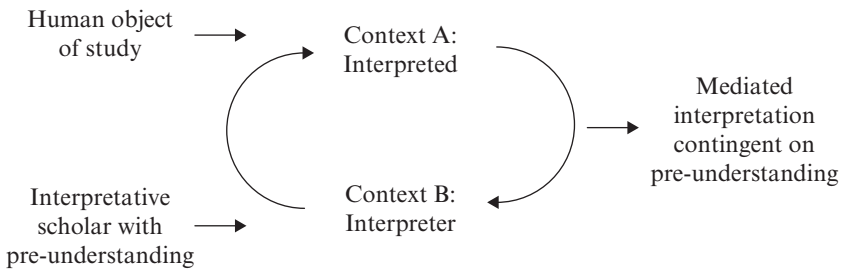 Human object
of study
Context A:
Interpreted
Mediated
interpretation
contingent on
pre-understanding
Interpretative
scholar with
pre-understanding
Context B:
Interpreter